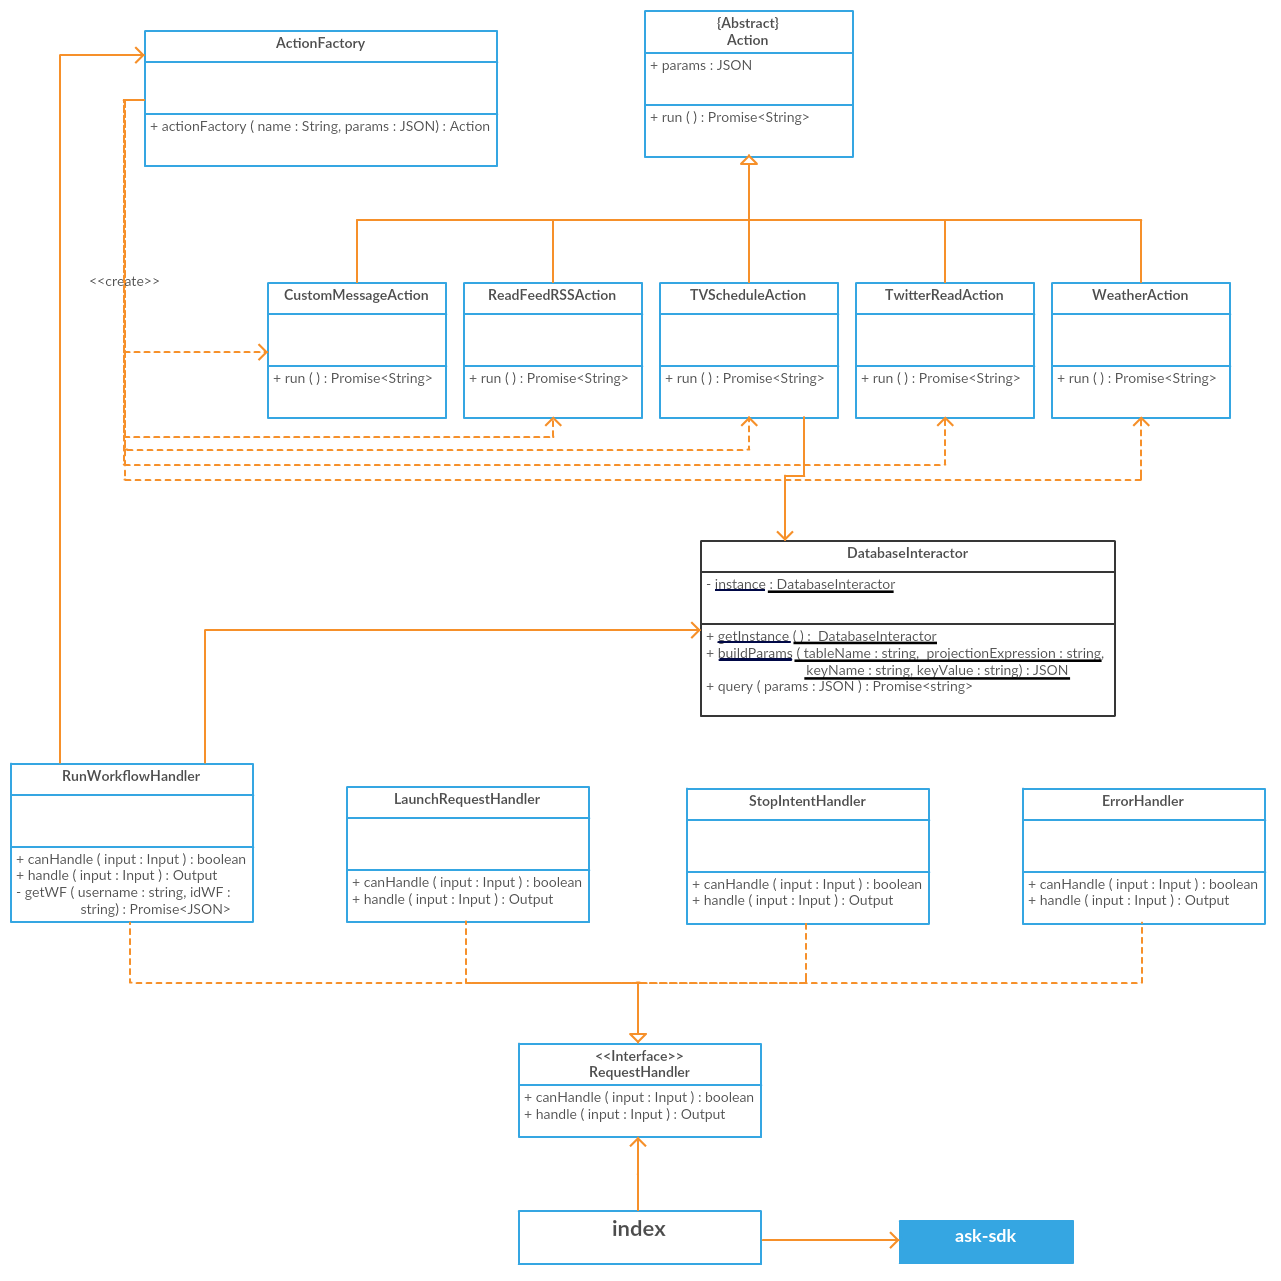 ActionFactory
+ actionFactory ( name : String, params : JSON) : Action
{Abstract}
Action
+ params : JSON
+ run ( ) : Promise<String>
<<create>>
CustomMessageAction
+ run ( ) : Promise<String>
ReadFeedRSSAction
+ run ( ) : Promise<String>
TVScheduleAction
+ run ( ) : Promise<String>
TwitterReadAction
+ run ( ) : Promise<String>
WeatherAction
+ run ( ) : Promise<String>
DatabaseInteractor
- instance : DatabaseInteractor
+ getInstance ( ) : DatabaseInteractor
+ buildParams ( tableName : string, projectionExpression : string,
keyName : string, keyValue : string) : JSON
+ query ( params : JSON ) : Promise<string>
RunWorkflowHandler
+ canHandle ( input : Input ) : boolean
+ handle ( input : Input ) : Output
- getWF ( username : string, idWF :
string) : Promise<JSON>
LaunchRequestHandler
+ canHandle ( input : Input ) : boolean
+ handle ( input : Input ) : Output
StopIntentHandler
+ canHandle ( input : Input ) : boolean
+ handle ( input : Input ) : Output
ErrorHandler
+ canHandle ( input : Input ) : boolean
+ handle ( input : Input ) : Output
<<Interface>>
RequestHandler
+ canHandle ( input : Input ) : boolean
+ handle ( input : Input ) : Output
index
ask-sdk